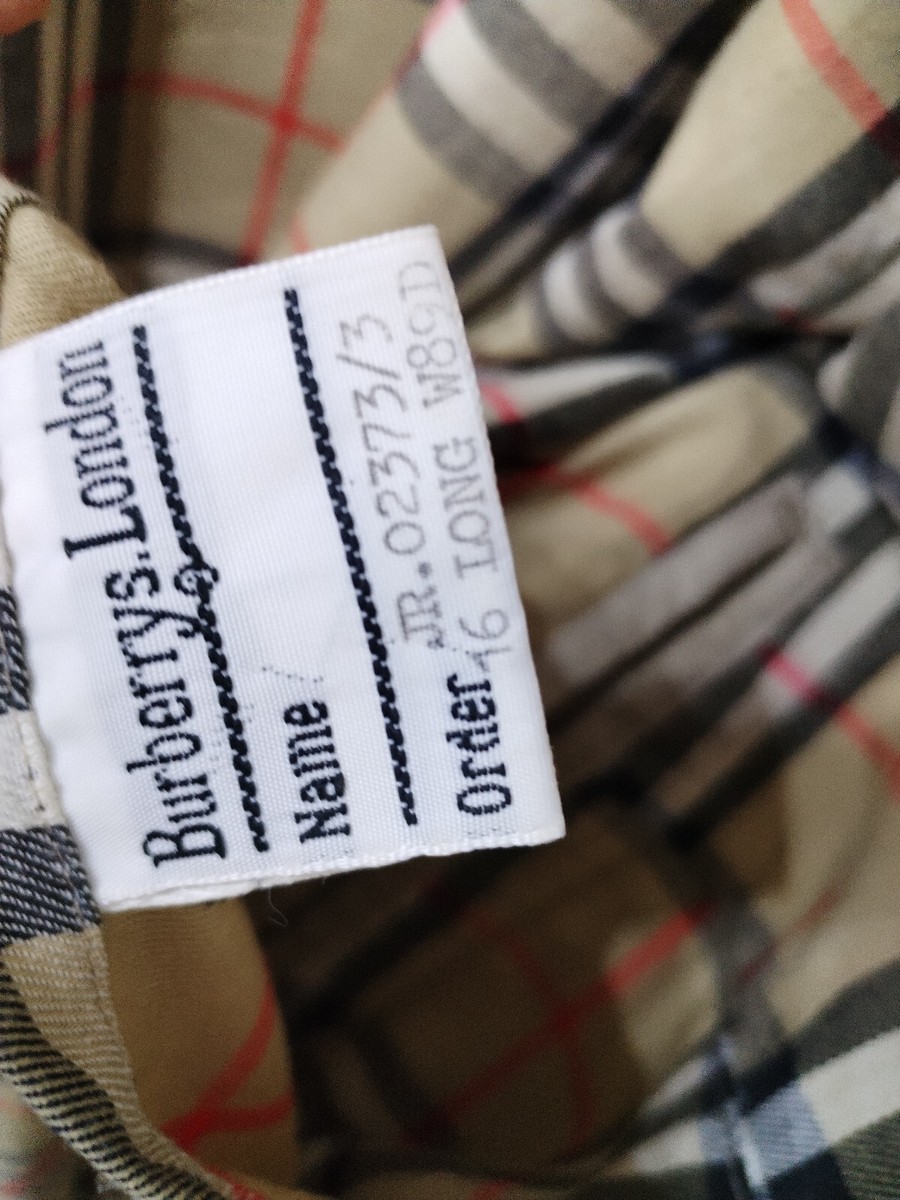 Burberrys. London
Name
JR.02373/3
Order 16 LONG W89D